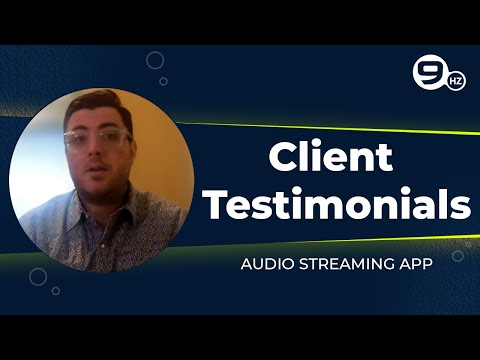 9
HZ
Client
Testimonials
AUDIO STREAMING APP